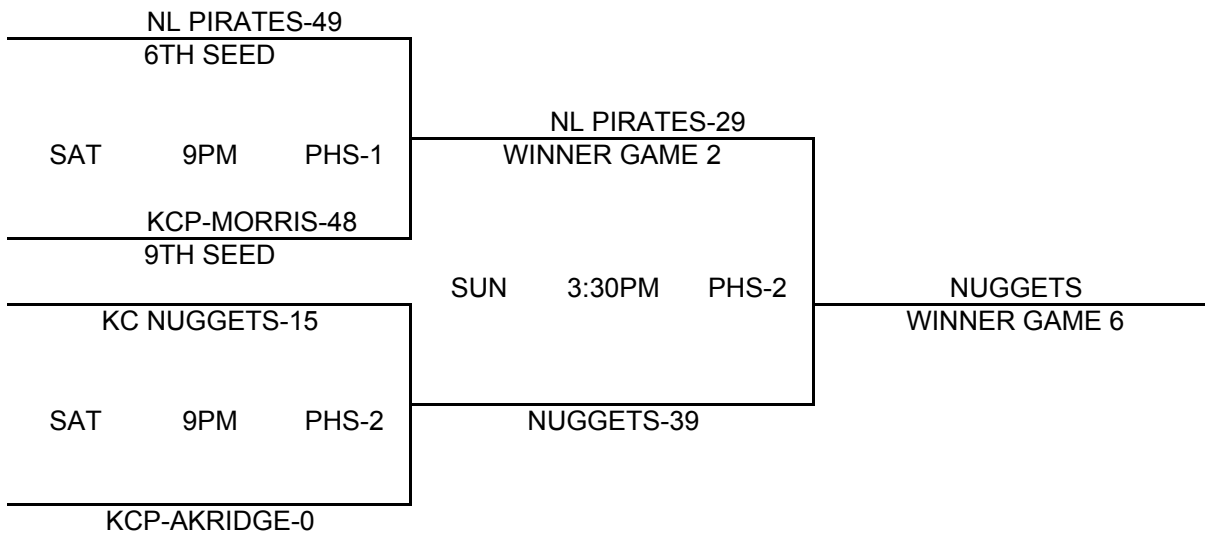 NL PIRATES-49
6TH SEED
NL PIRATES-29
SAT 9PM PHS-1
WINNER GAME 2
KCP-MORRIS-48
9TH SEED
SUN 3:30PM PHS-2
NUGGETS
KC NUGGETS-15
WINNER GAME 6
SAT 9PM PHS-2
NUGGETS-39
KCP-AKRIDGE-0